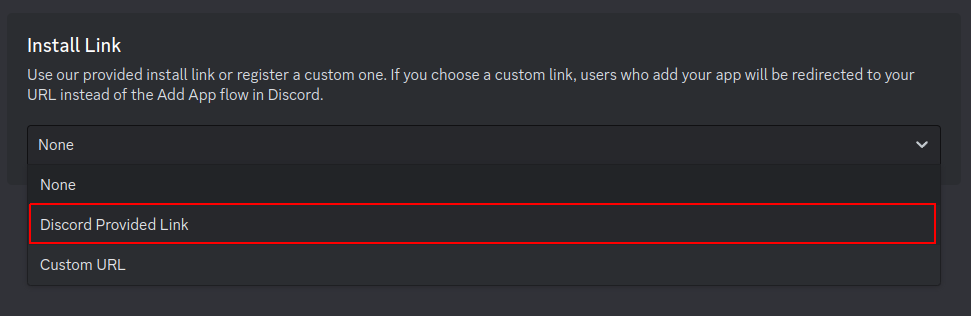 Install Link
Use our provided install link or register a custom one. If you choose a custom link, users who add your app will be redirected to your
URL instead of the Add App flow in Discord.
None
None
Discord Provided Link
Custom URL